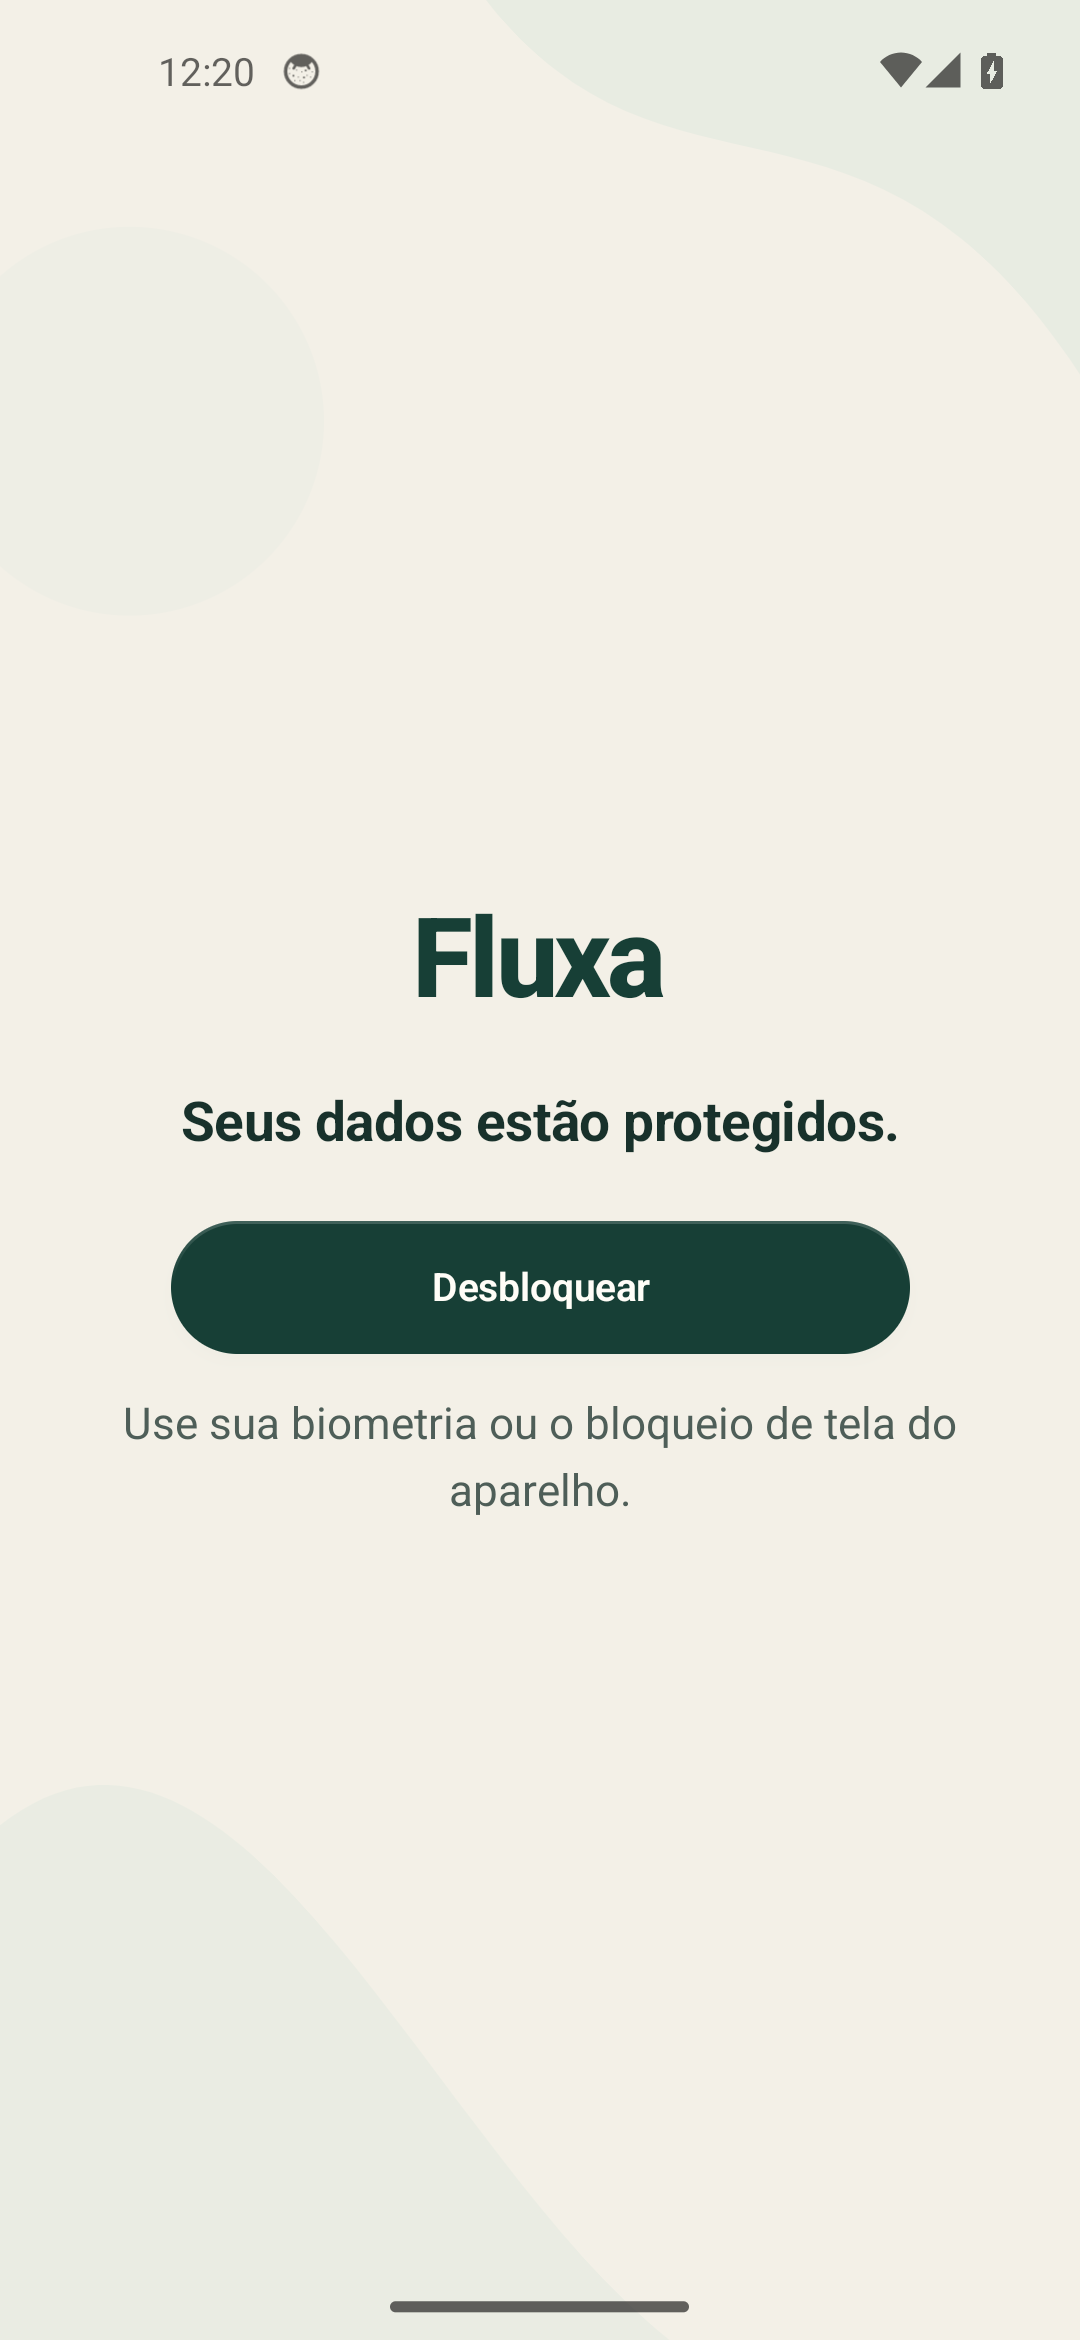 12:20
Fluxa
Seus dados estão protegidos.
Desbloquear
Use sua biometria ou o bloqueio de tela do
aparelho.